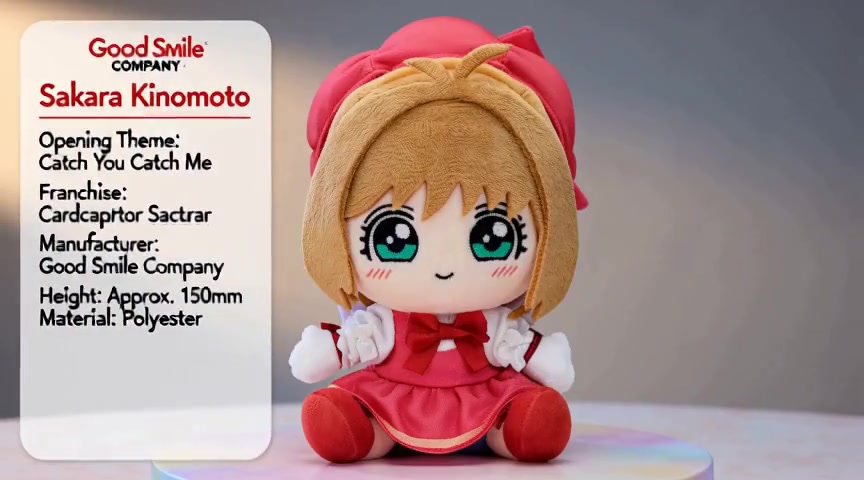 Good Smile
COMPANY
Sakara Kinomoto
Opening Theme:
Catch You Catch Me
Franchise:
Cardcaprtor Sactrar
Manufacturer:
Good Smile Company
Height: Approx. 150mm
Material: Polyester